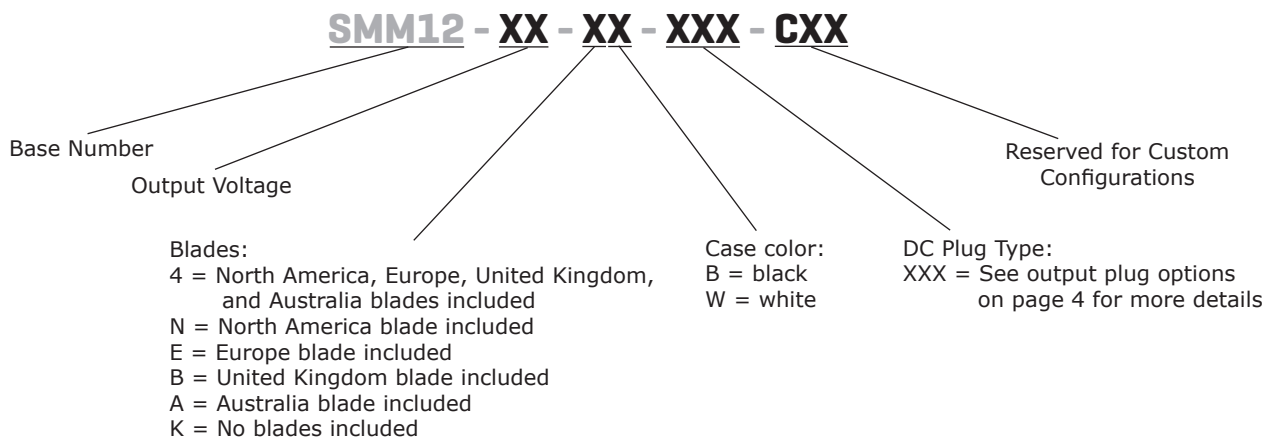 SMM12 - XX - XX - XXX - CXX
Base Number
Output Voltage
Blades:
4 = North America, Europe, United Kingdom,
and Australia blades included
N = North America blade included
E = Europe blade included
B = United Kingdom blade included
A = Australia blade included
K = No blades included
Case color:
B = black
W = white
DC Plug Type:
XXX = See output plug options
on page 4 for more details
Reserved for Custom
Configurations